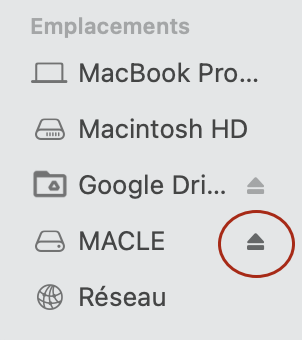 Emplacements
MacBook Pro...
Macintosh HD
Google Dri...
MACLE
Réseau